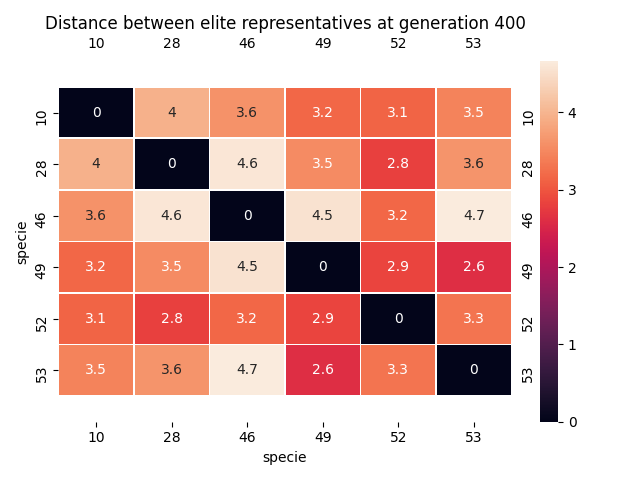 Distance between elite representatives at generation 400
10 28 46 49 52 53
10 0 4 3.6 3.2 3.1 3.5 10
28 4 0 4.6 3.5 2.8 3.6 28
46 3.6 4.6 0 4.5 3.2 4.7 46
49 3.2 3.5 4.5 0 2.9 2.6 49
52 3.1 2.8 3.2 2.9 0 3.3 52
53 3.5 3.6 4.7 2.6 3.3 0 53
specie
10 28 46 49 52 53
specie
4
3
2
1
0